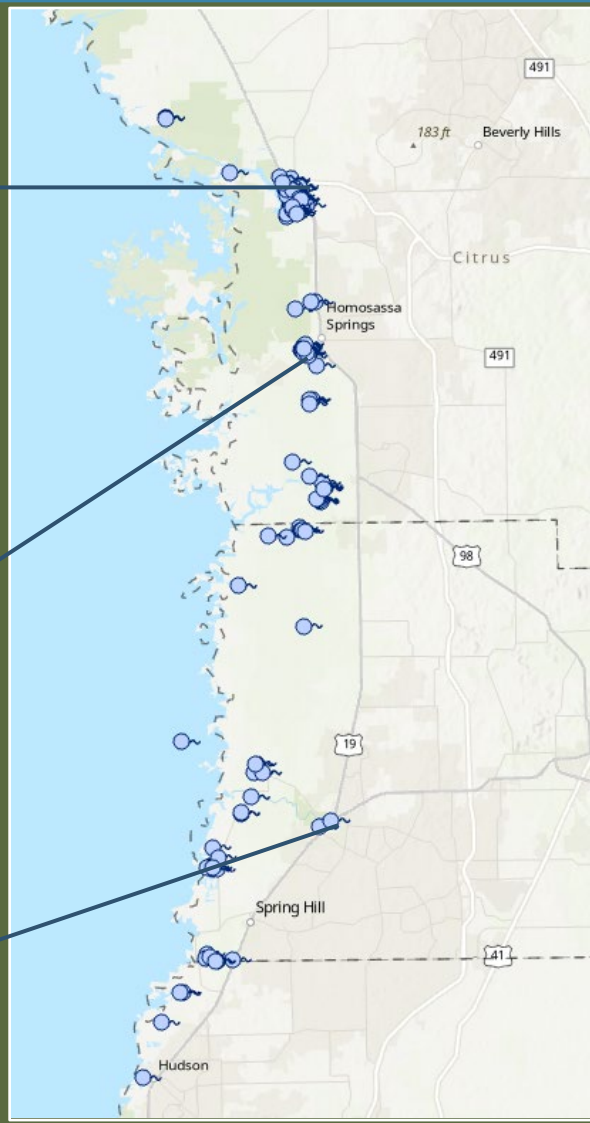 491
183 ft
Beverly Hills
Citrus
Homosassa
Springs
491
98
19
Spring Hill
41
Hudson